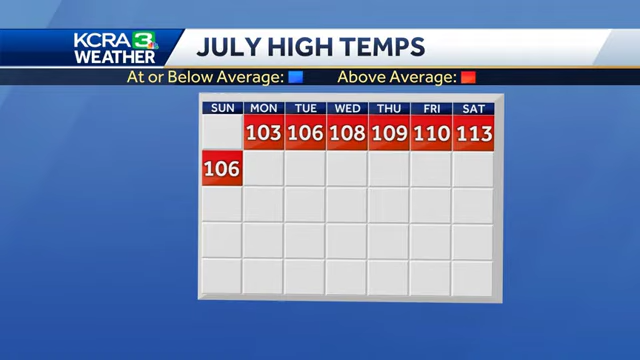 KCRA 3
WEATHER
JULY HIGH TEMPS
At or Below Average: Above Average:
SUN MON TUE WED THU FRI SAT
103 106 108 109 110 113
106